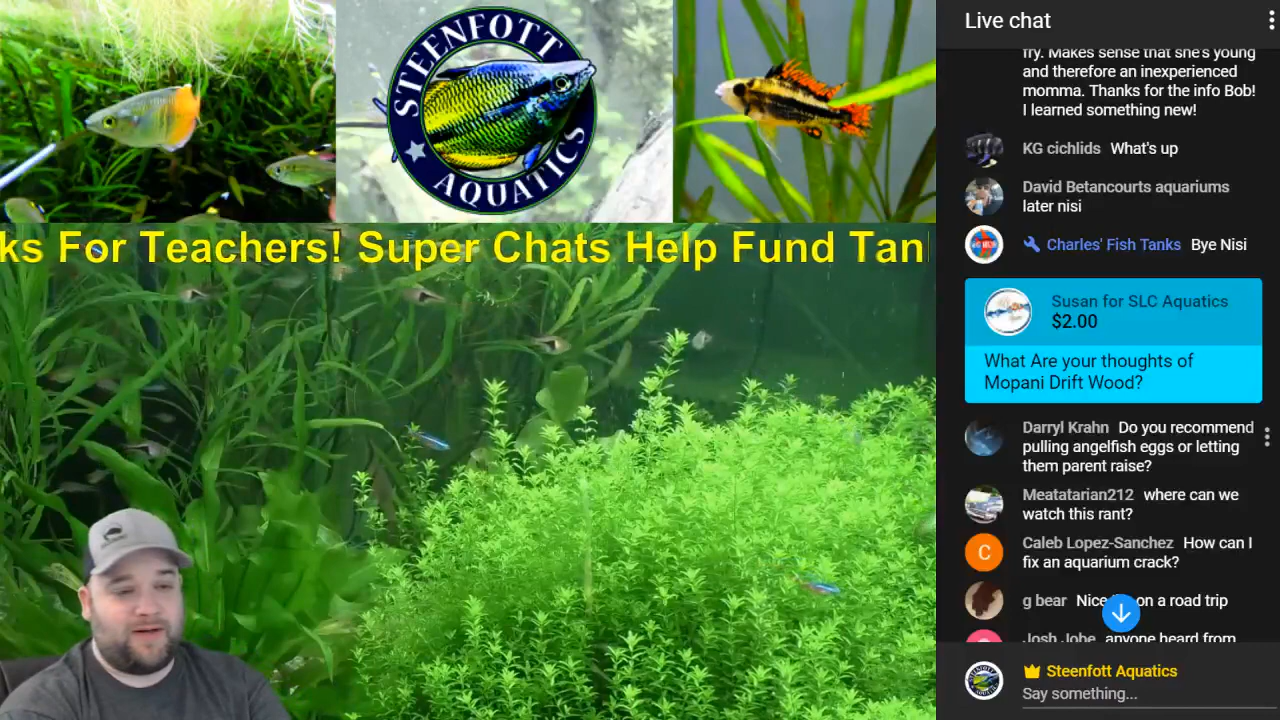 STEENFOTT
AQUATICS
ks For Teachers! Super Chats Help Fund Tan
Live chat
fry. Makes sense that she's young
and therefore an inexperienced
momma. Thanks for the info Bob!
I learned something new!
KG cichlids What's up
David Betancourts aquariums
later nisi
Charles' Fish Tanks Bye Nisi
Susan for SLC Aquatics
$2.00
What Are your thoughts of
Mopani Drift Wood?
Darryl Krahn Do you recommend
pulling angelfish eggs or letting
them parent raise?
Meatatarian212 where can we
watch this rant?
C
Caleb Lopez-Sanchez How can I
fix an aquarium crack?
g bear Nice on a road trip
Josh Jobe anyone heard from
Steenfott Aquatics
Say something...